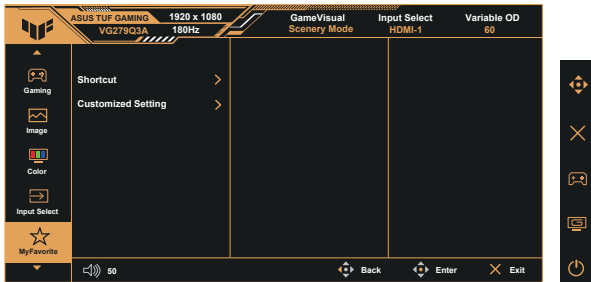 ASUS TUF GAMING 1920 x 1080 GameVisual Input Select Variable OD
VG279Q3A 180Hz Scenery Mode HDMI-1 60
Gaming
Shortcut
Customized Setting
Image
Color
Input Select
MyFavorite
50 Back Enter Exit